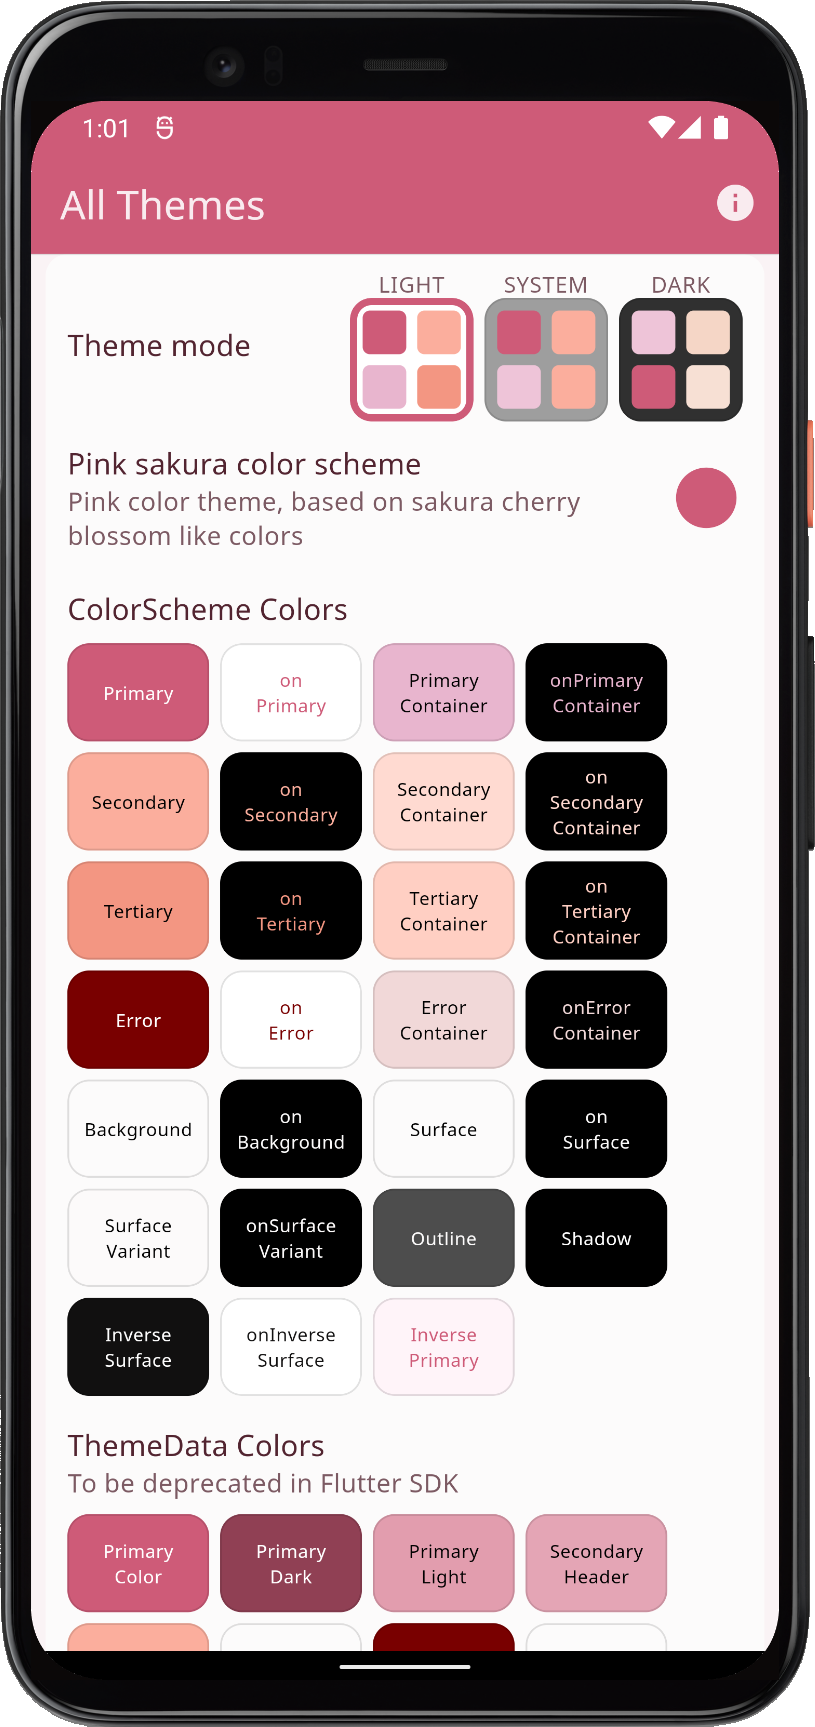 1:01
All Themes
LIGHT SYSTEM DARK
Theme mode
Pink sakura color scheme
Pink color theme, based on sakura cherry
blossom like colors
ColorScheme Colors
Primary
on
Primary
Primary
Container
onPrimary
Container
Secondary
on
Secondary
Secondary
Container
on
Secondary
Container
Tertiary
on
Tertiary
Tertiary
Container
on
Tertiary
Container
Error
on
Error
Error
Container
onError
Container
Background
on
Background
Surface
on
Surface
Surface
Variant
onSurface
Variant
Outline
Shadow
Inverse
Surface
onInverse
Surface
Inverse
Primary
ThemeData Colors
To be deprecated in Flutter SDK
Primary
Color
Primary
Dark
Primary
Light
Secondary
Header